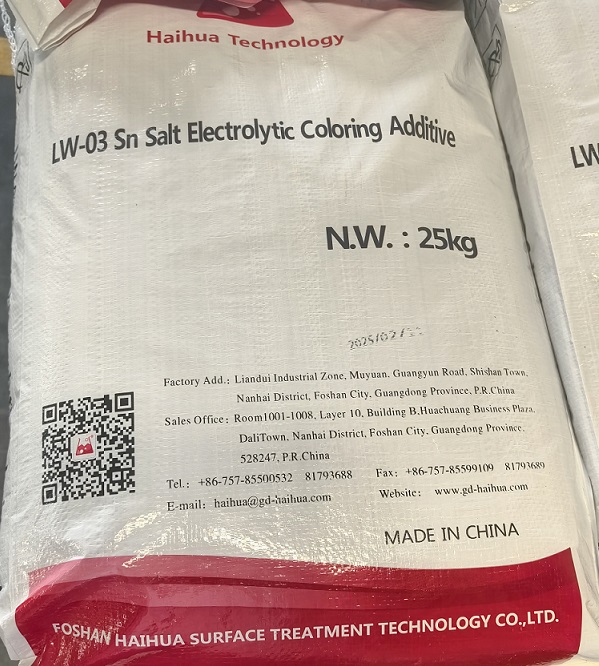 Haihua Technology
LW-03 Sn Salt Electrolytic Coloring Additive
LW
N.W. : 25kg
2025/02/
Factory Add.: Liandui Industrial Zone, Muyuan. Guangyun Road, Shishan Town,
Nanhai District, Foshan City, Guangdong Province, P.R.China
Sales Office: Room1001-1008, Layer 10, Building B,Huachuang Business Plaza,
DaliTown, Nanhai District, Foshan City, Guangdong Province,
528247, P.R.China
Tel.: +86-757-85500532 81793688 Fax: +86-757-85599109 81793689
E-mail: haihua@gd-haihua.com Website: www.gd-haihua.com
MADE IN CHINA
FOSHAN HAIHUA SURFACE TREATMENT TECHNOLOGY CO.,LTD.